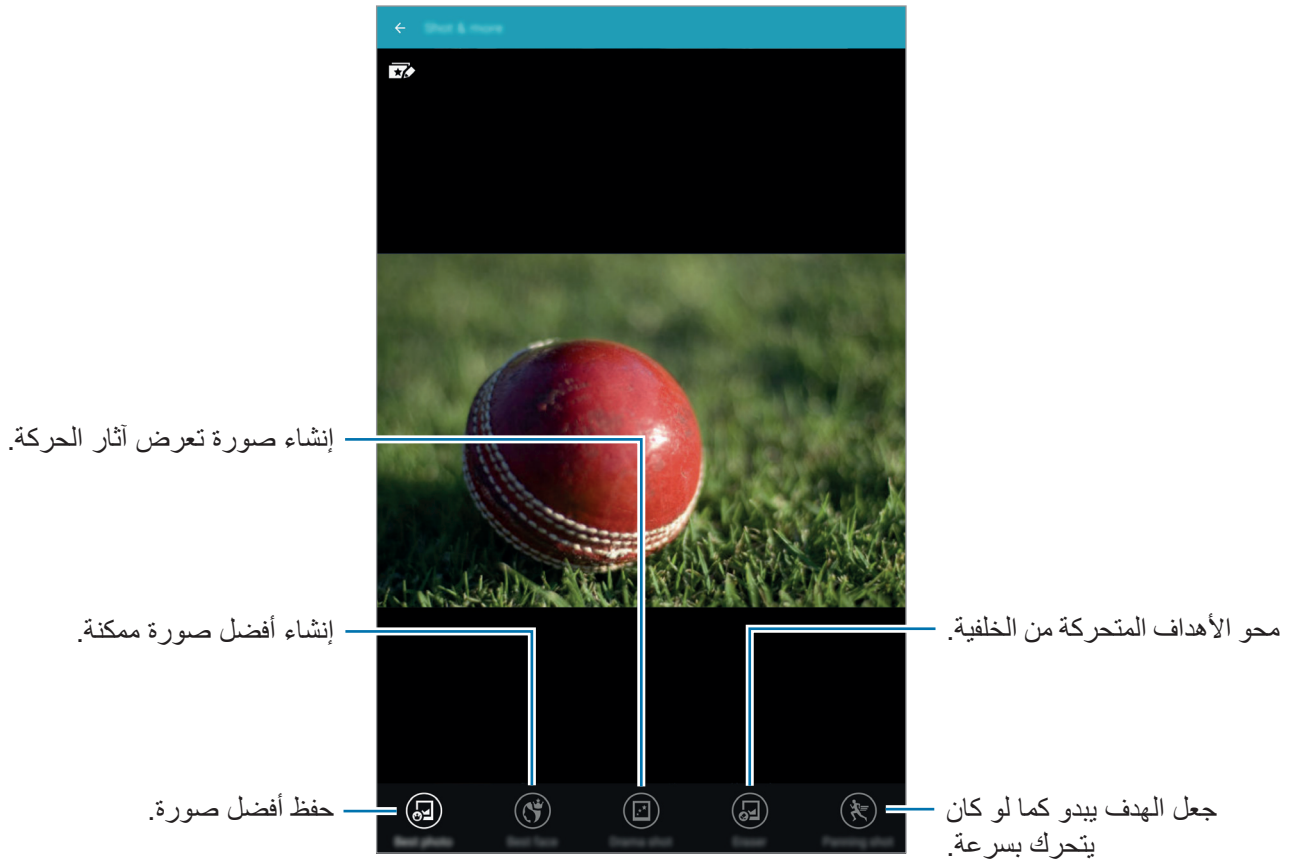 Shot & more
إنشاء صورة تعرض آثار الحركة.
إنشاء أفضل صورة ممكنة.
محو الأهداف المتحركة من الخلفية.
حفظ أفضل صورة.
جعل الهدف يبدو كما لو كان
يتحرك بسرعة.
Best photo
Best face
Drama shot
Eraser
Panning shot